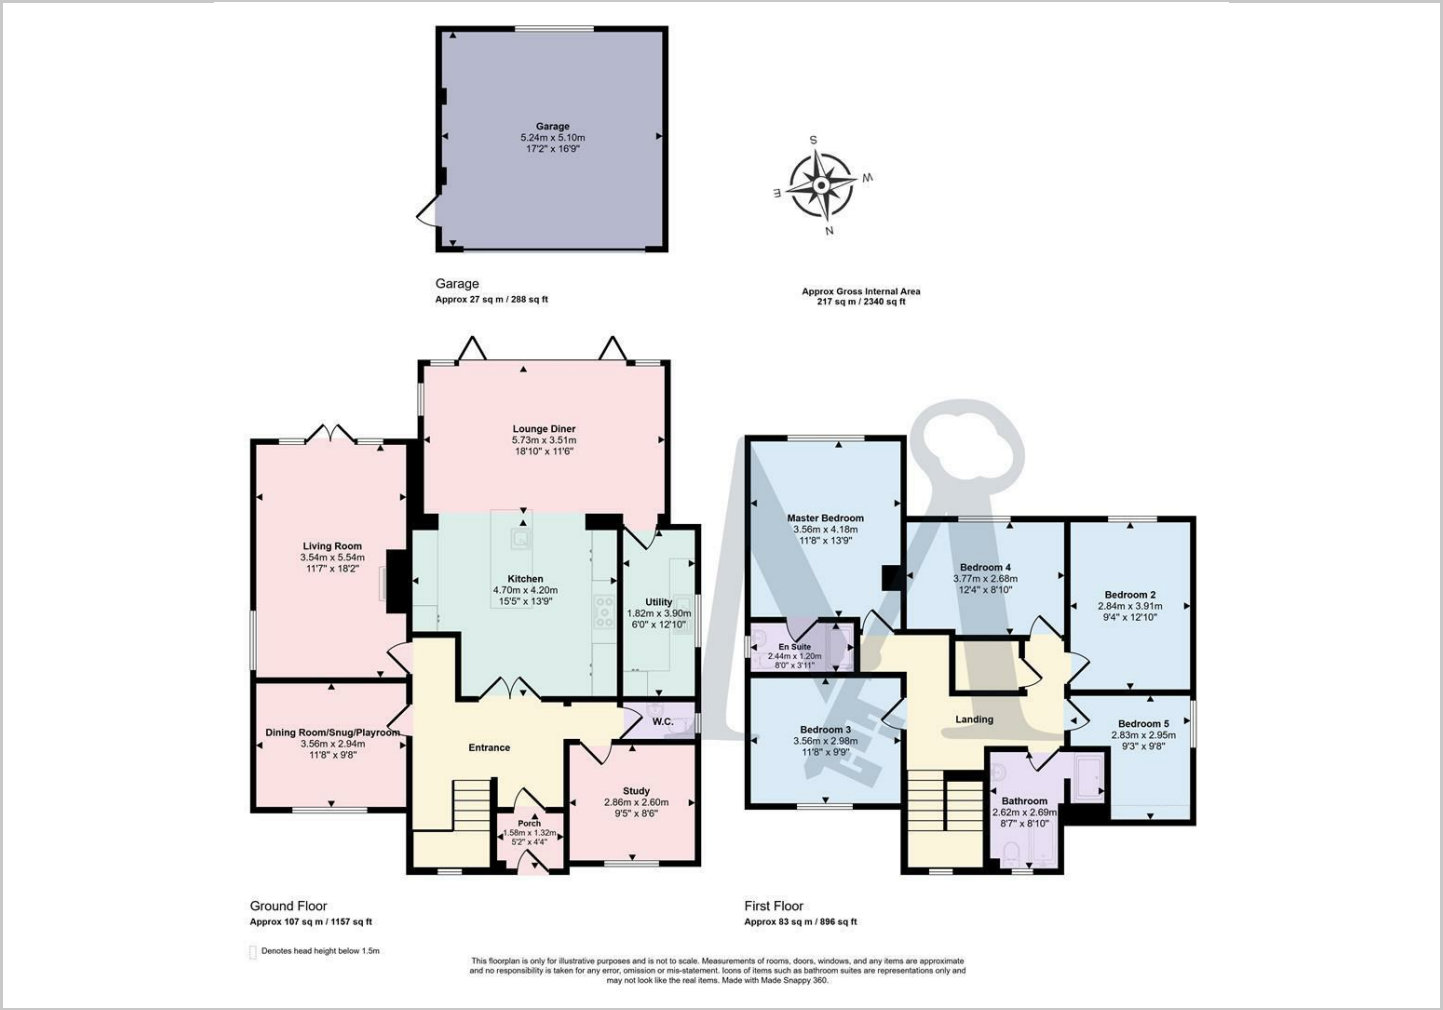 Garage
5.24m x 5.10m
17'2" x 16'9"
S
W
E
N
Garage
Approx 27 sq m / 288 sq ft
Approx Gross Internal Area
217 sq m / 2340 sq ft
Lounge Diner
5.73m x 3.51m
18'10" x 11'6"
Living Room
3.54m x 5.54m
11'7" x 18'2"
Kitchen
4.70m x 4.20m
15'5" x 13'9"
Utility
1.82m x 3.90m
6'0" x 12'10"
Dining Room/Snug/Playroom
3.56m x 2.94m
11'8" x 9'8"
W.C.
Entrance
Study
2.86m x 2.60m
9'5" x 8'6"
Porch
1.58m x 1.32m
5'2" x 4'4"
Master Bedroom
3.56m x 4.18m
11'8" x 13'9"
Bedroom 4
3.77m x 2.68m
12'4" x 8'10"
Bedroom 2
2.84m x 3.91m
9'4" x 12'10"
En Suite
2.44m x 1.20m
8'0" x 3'11"
Bedroom 3
3.56m x 2.98m
11'8" x 9'9"
Landing
Bedroom 5
2.83m x 2.95m
9'3" x 9'8"
Bathroom
2.62m x 2.69m
8'7" x 8'10"
Ground Floor
Approx 107 sq m / 1157 sq ft
First Floor
Approx 83 sq m / 896 sq ft
Denotes head height below 1.5m
This floorplan is only for illustrative purposes and is not to scale. Measurements of rooms, doors, windows, and any items are approximate
and no responsibility is taken for any error, omission or mis-statement. Icons of items such as bathroom suites are representations only and
may not look like the real items. Made with Made Snappy 360.